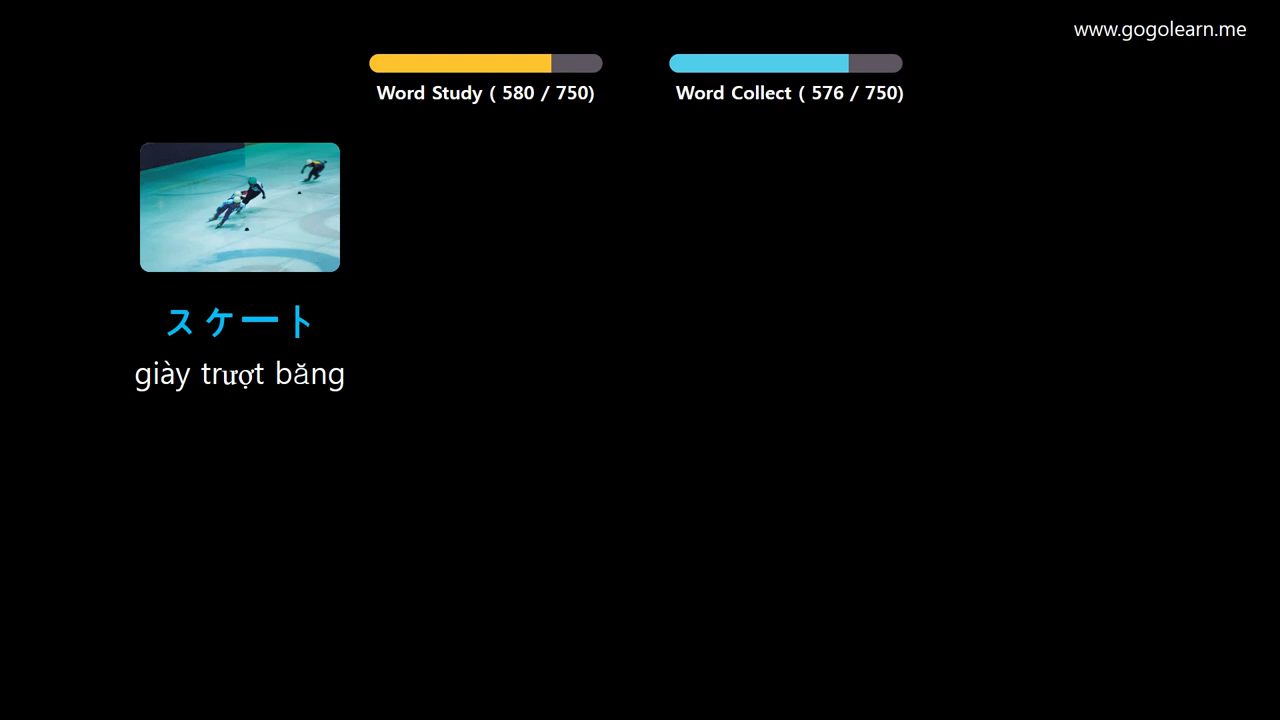 www.gogolearn.me
Word Study ( 580 / 750)
Word Collect ( 576 / 750)
スケート
giày trượt băng